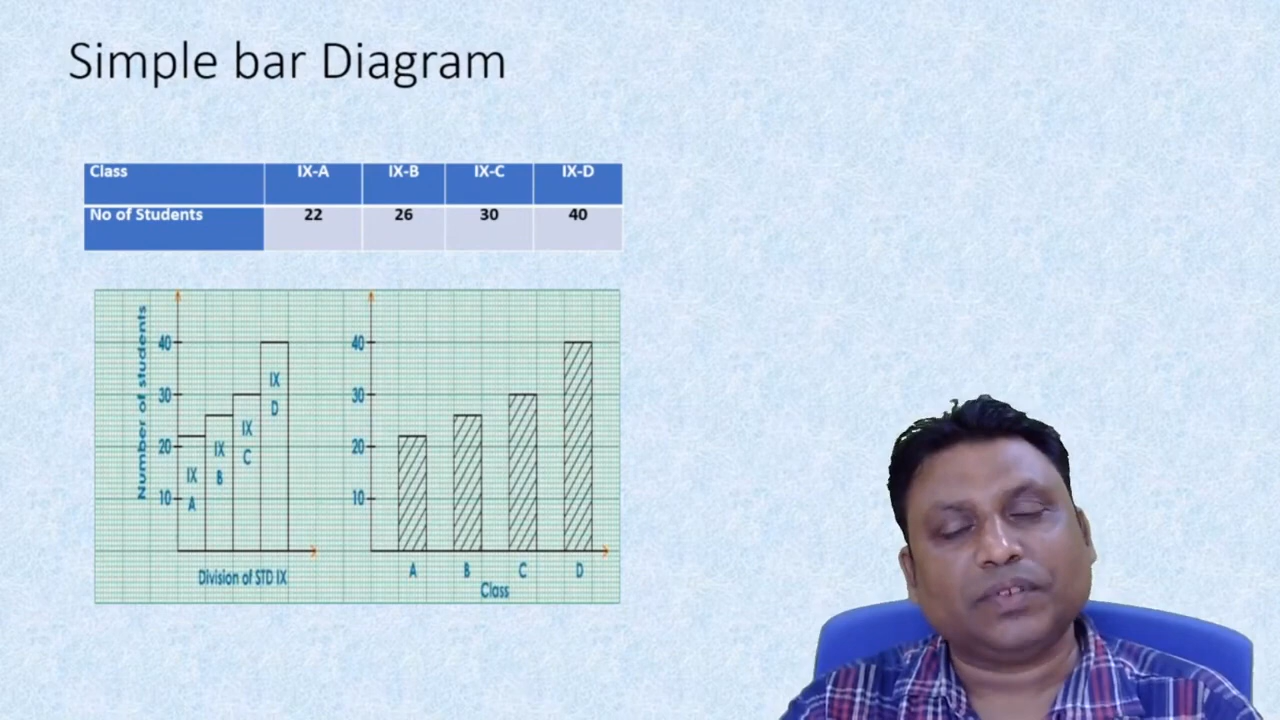 Simple bar Diagram
Class IX-A IX-B IX-C IX-D
No of Students 22 26 30 40
Number of students
40
30
20
10
IX A
IX B
IX C
IX D
Division of STD IX
40
30
20
10
A B C D
Class